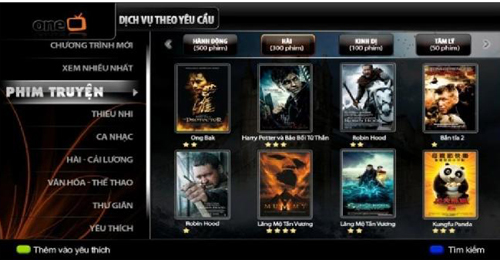 one
DỊCH VỤ THEO YÊU CẦU
CHƯƠNG TRÌNH MỚI
XEM NHIỀU NHẤT
PHIM TRUYỆN
THIẾU NHI
CA NHẠC
HÀI - CẢI LƯƠNG
VĂN HÓA - THỂ THAO
THƯ GIÃN
YÊU THÍCH
HÀNH ĐỘNG
(500 phim)
HÀI
(300 phim)
KINH DỊ
(100 phim)
TÂM LÝ
(50 phim)
Ong Bak
Harry Potter và Bảo Bối Tử Thần
Robin Hood
Bản tia 2
MUMMY
Robin Hood
Lăng Mộ Tần Vương
Lăng Mộ Tần Vương
Kungfu Panda
Thêm vào yêu thích
Tìm kiếm